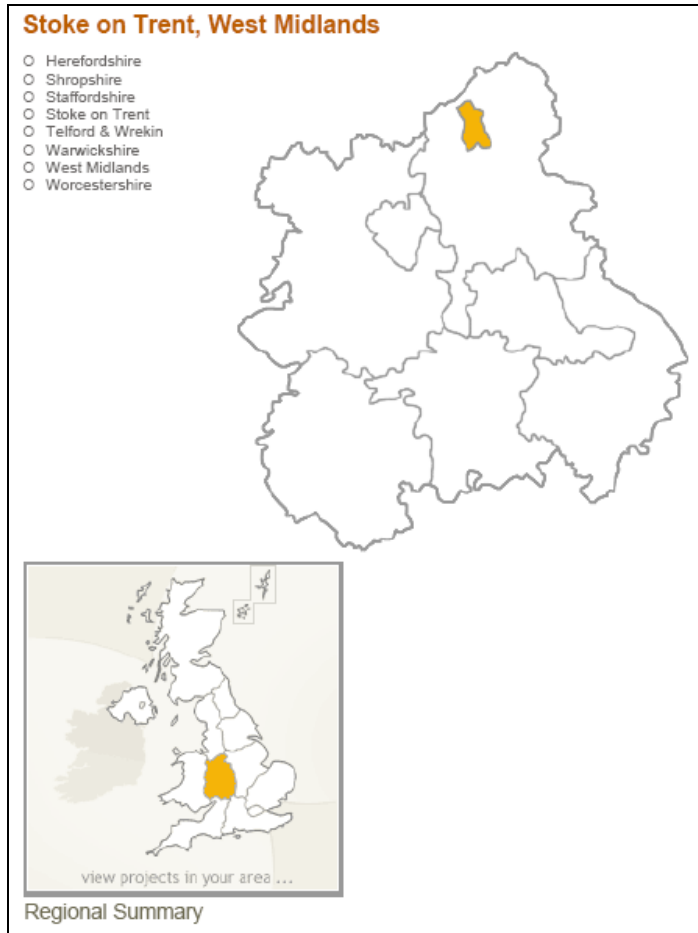 Stoke on Trent, West Midlands
Herefordshire
Shropshire
Staffordshire
Stoke on Trent
Telford & Wrekin
Warwickshire
West Midlands
Worcestershire
view projects in your area ...
Regional Summary